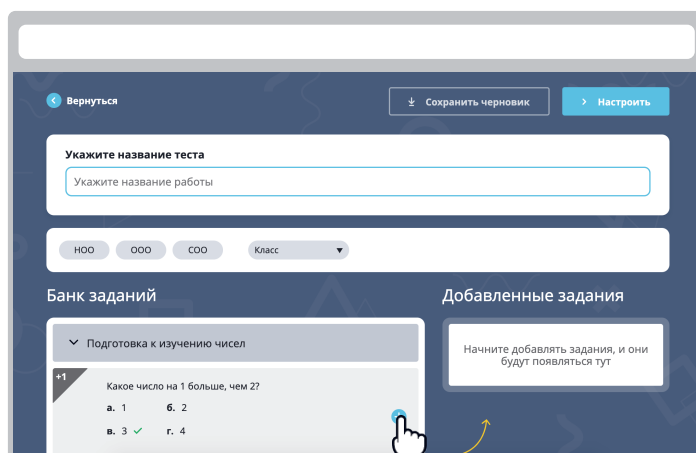 Вернуться
Сохранить черновик
Настроить
Укажите название теста
Укажите название работы
НОО ООО СОО Класс
Банк заданий
Добавленные задания
Подготовка к изучению чисел
Начните добавлять задания, и они
будут появляться тут
+1
Какое число на 1 больше, чем 2?
а. 1 б. 2
в. 3 г. 4